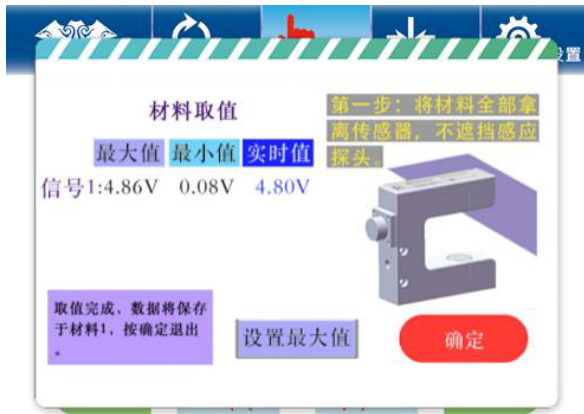 置
材料取值
第一步：将材料全部拿
离传感器，不遮挡感应
探头。
最大值 最小值 实时值
信号1:4.86V 0.08V 4.80V
取值完成，数据将保存
于材料1，按确定退出
。
设置最大值
确定